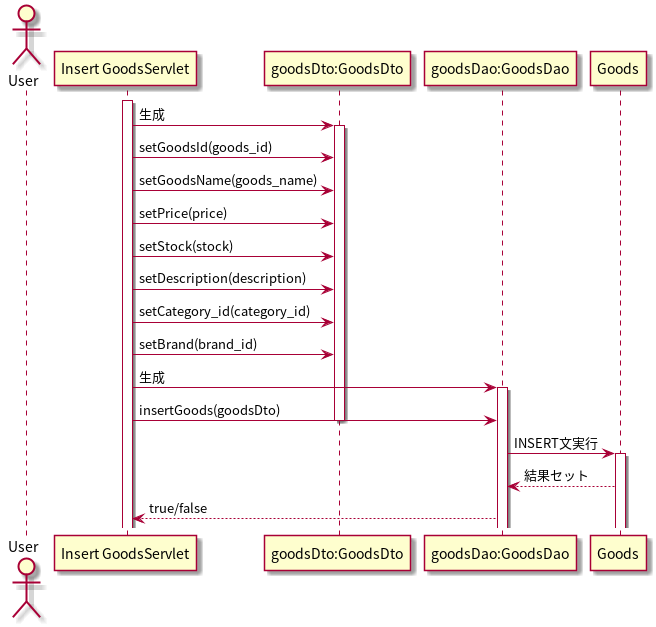 User
Insert GoodsServlet
goodsDto:GoodsDto
goodsDao:GoodsDao
Goods
生成
setGoodsId(goods_id)
setGoodsName(goods_name)
setPrice(price)
setStock(stock)
setDescription(description)
setCategory_id(category_id)
setBrand(brand_id)
生成
insertGoods(goodsDto)
INSERT文実行
結果セット
true/false
User
Insert GoodsServlet
goodsDto:GoodsDto
goodsDao:GoodsDao
Goods